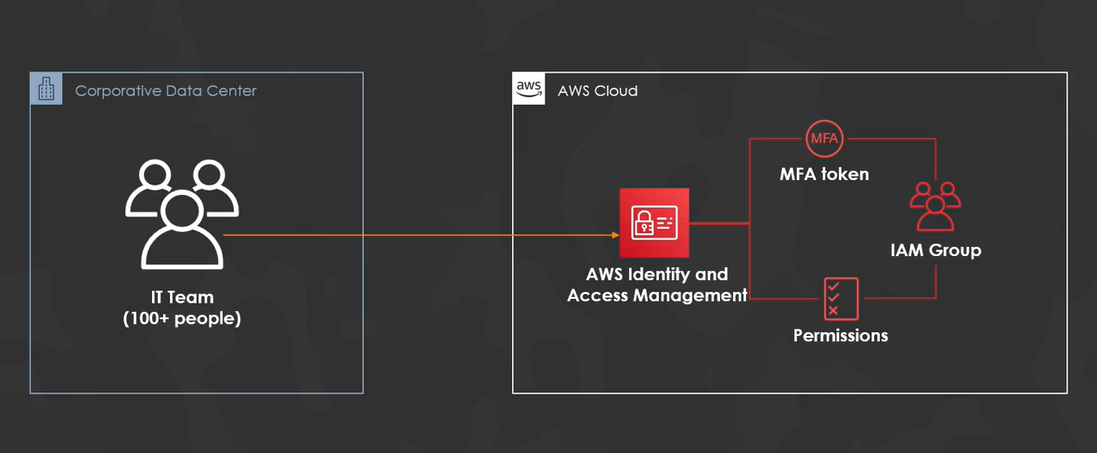 Corporative Data Center
aws
AWS Cloud
MFA
MFA token
IAM Group
AWS Identity and
Access Management
IT Team
(100+ people)
Permissions